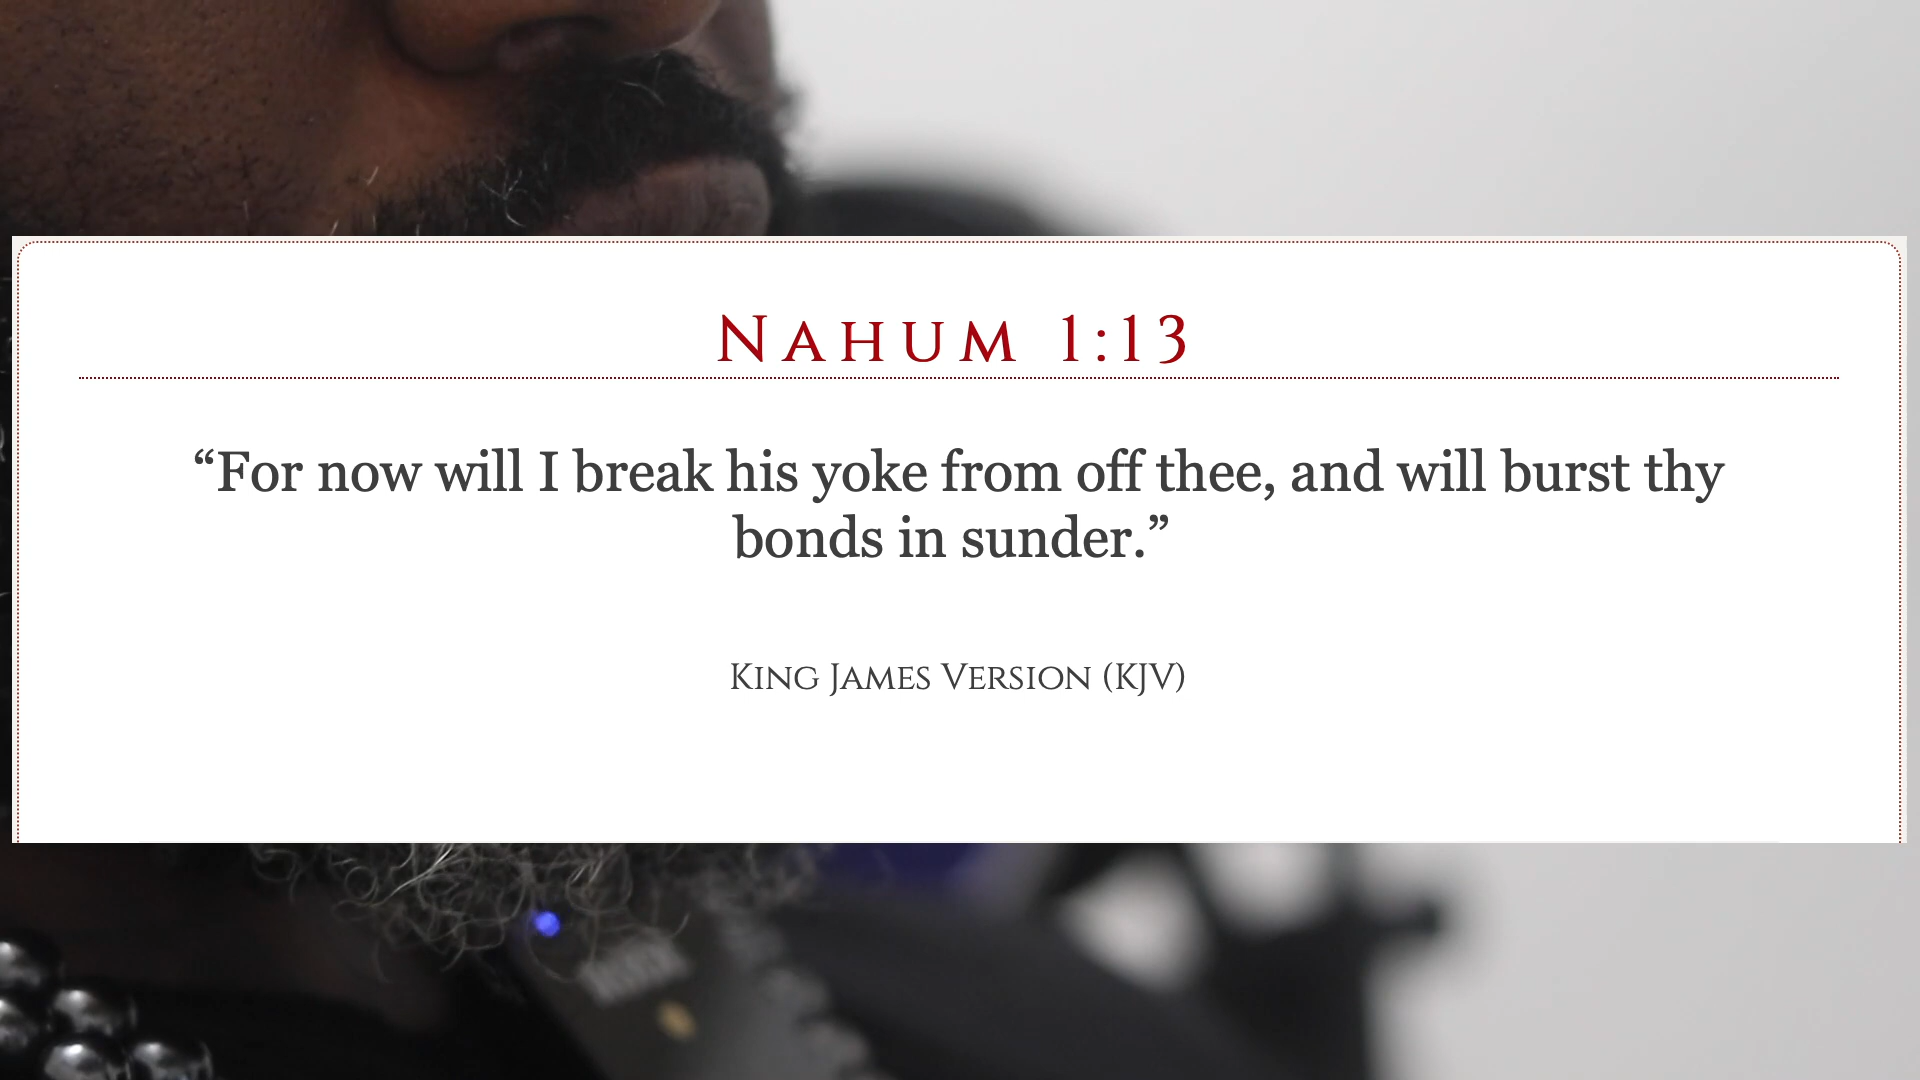 Nahum 1:13
“For now will I break his yoke from off thee, and will burst thy
bonds in sunder.”
King James Version (KJV)